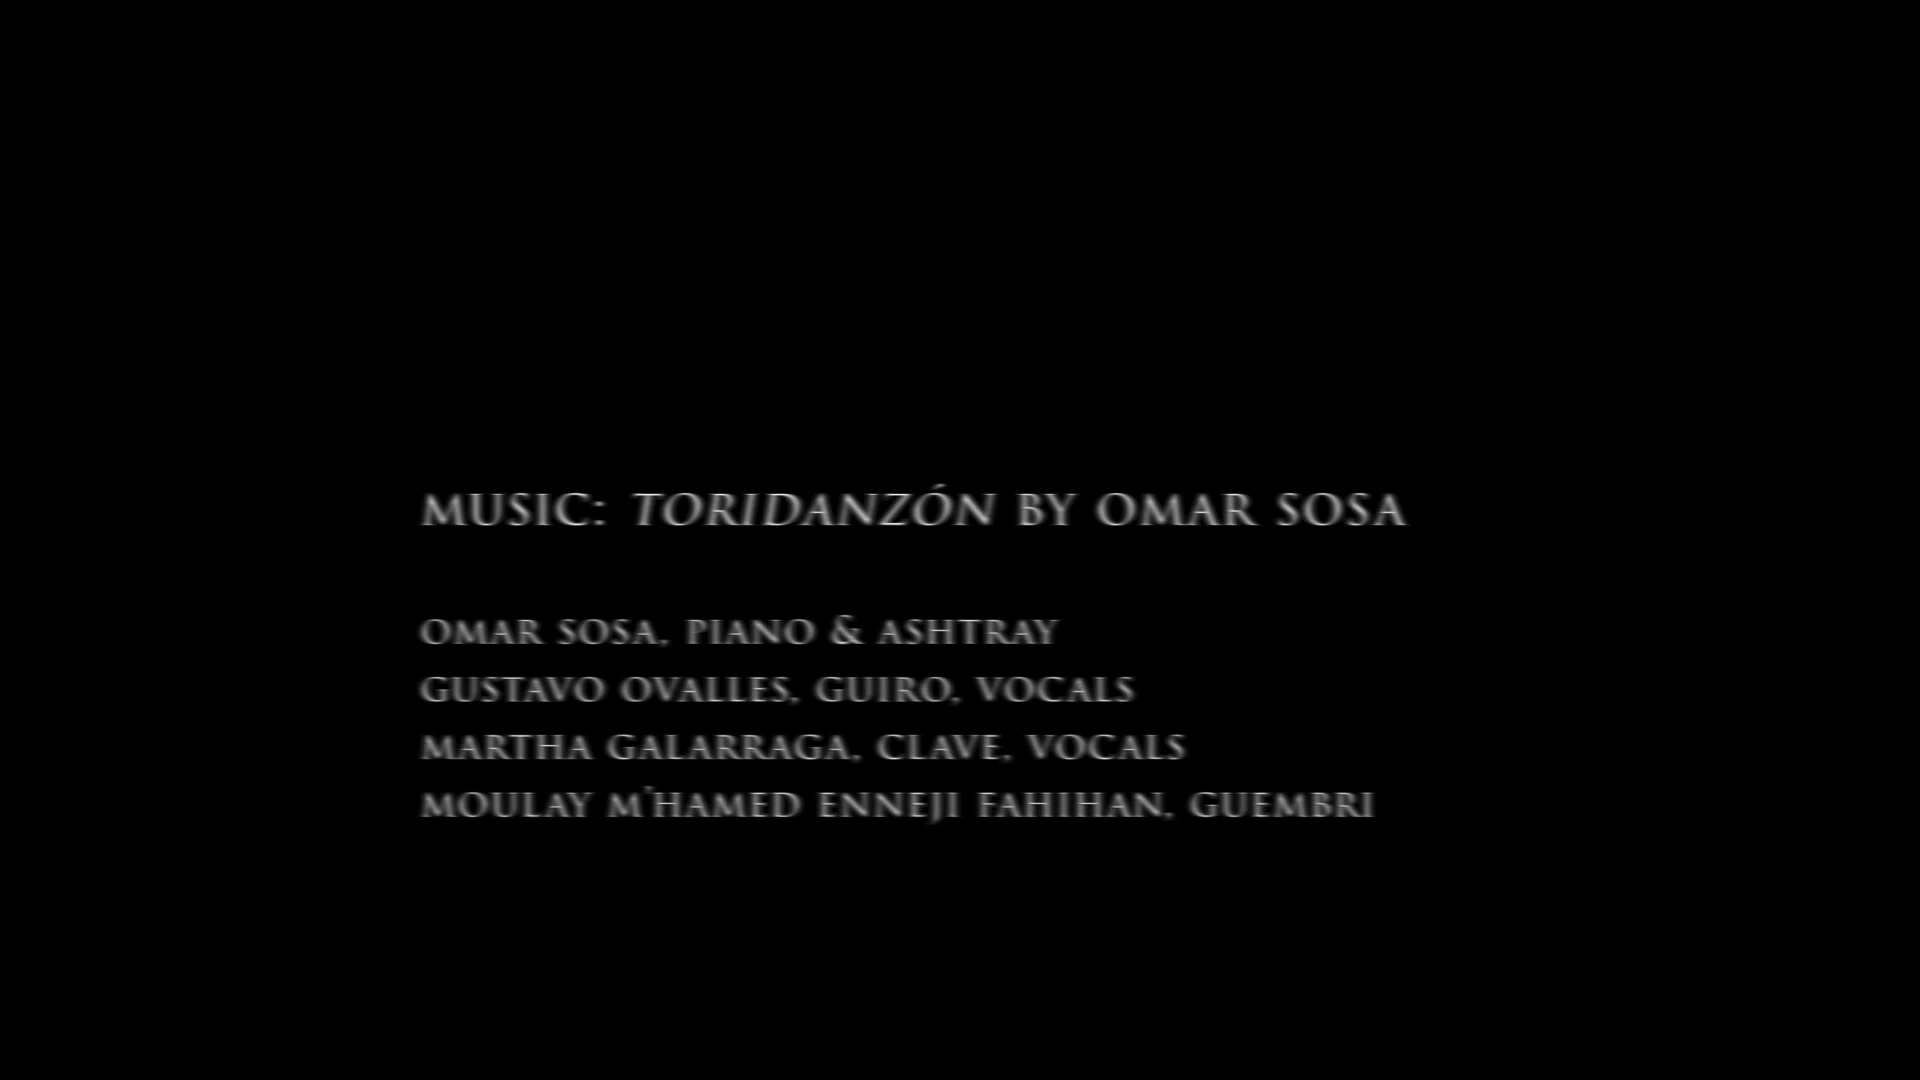 MUSIC: TORIDANZÓN BY OMAR SOSA
OMAR SOSA, PIANO & ASHTRAY
GUSTAVO OVALLES, GUIRO, VOCALS
MARTHA GALARRAGA, CLAVE, VOCALS
MOULAY M'HAMED ENNEJI FAHIHAN, GUEMBRI